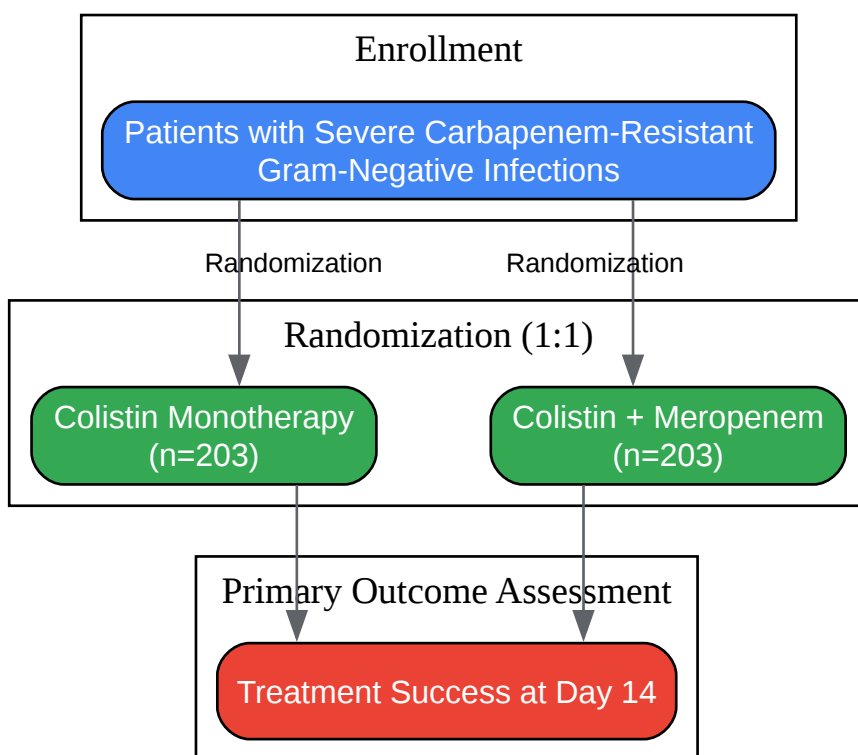 Enrollment
Patients with Severe Carbapenem-Resistant
Gram-Negative Infections
Randomization
Randomization
Randomization (1:1)
Colistin Monotherapy
(n=203)
Colistin + Meropenem
(n=203)
Primary Outcome Assessment
Treatment Success at Day 14